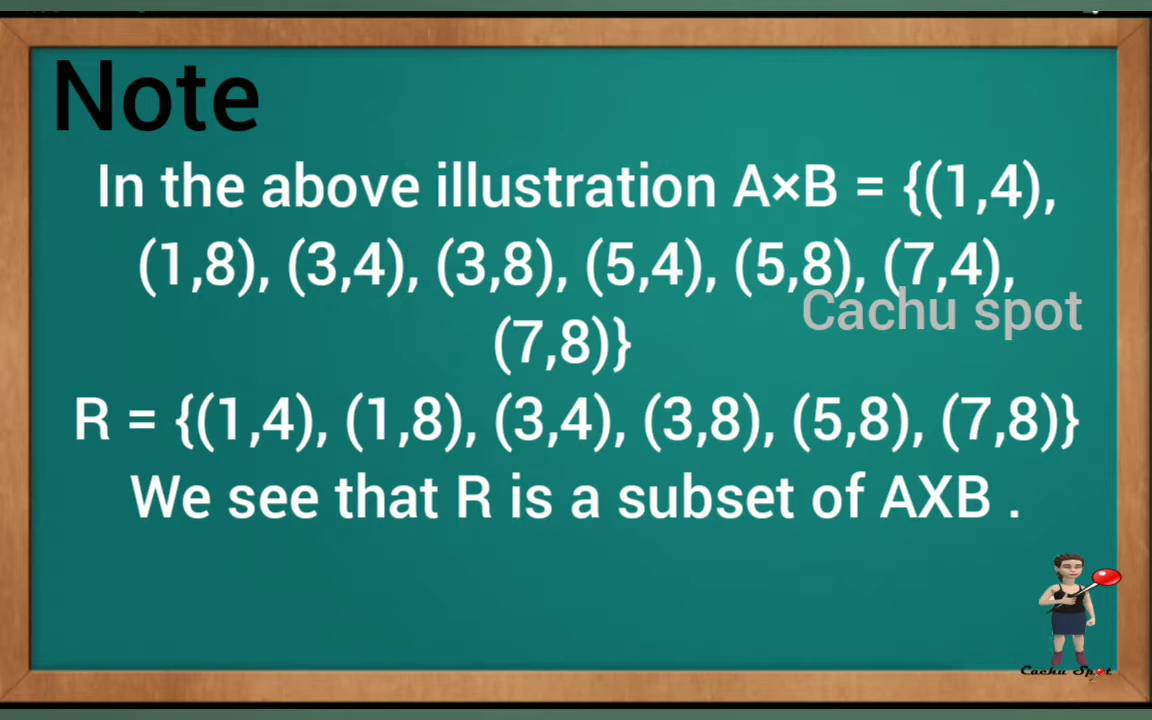 Note
In the above illustration A×B = {(1,4),
(1,8), (3,4), (3,8), (5,4), (5,8), (7,4),
Cachu spot
(7,8)}
R = {(1,4), (1,8), (3,4), (3,8), (5,8), (7,8)}
We see that R is a subset of AXB .
Cachu Spot